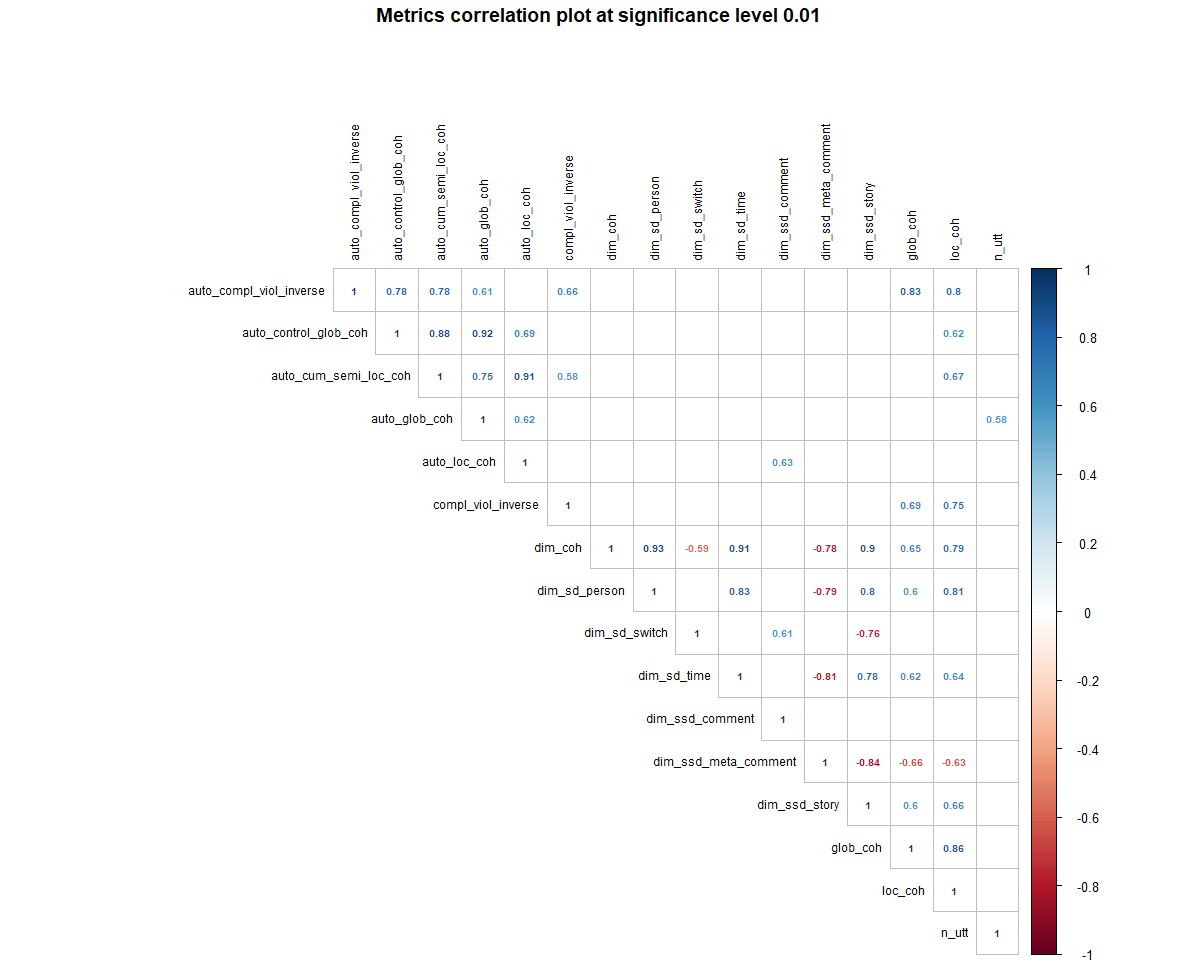 Metrics correlation plot at significance level 0.01
auto_compl_viol_inverse
auto_control_glob_coh
auto_cum_semi_loc_coh
auto_glob_coh
auto_loc_coh
compl_viol_inverse
dim_coh
dim_sd_person
dim_sd_switch
dim_sd_time
dim_ssd_comment
dim_ssd_meta_comment
dim_ssd_story
glob_coh
loc_coh
n_utt
auto_compl_viol_inverse 1 0.78 0.78 0.61 0.66 0.83 0.8
auto_control_glob_coh 1 0.88 0.92 0.69 0.62
auto_cum_semi_loc_coh 1 0.75 0.91 0.58 0.67
auto_glob_coh 1 0.62 0.58
auto_loc_coh 1 0.63
compl_viol_inverse 1 0.69 0.75
dim_coh 1 0.93 -0.59 0.91 -0.78 0.9 0.65 0.79
dim_sd_person 1 0.83 -0.79 0.8 0.6 0.81
dim_sd_switch 1 0.61 -0.76
dim_sd_time 1 -0.81 0.78 0.62 0.64
dim_ssd_comment 1
dim_ssd_meta_comment 1 -0.84 -0.66 -0.63
dim_ssd_story 1 0.6 0.66
glob_coh 1 0.86
loc_coh 1
n_utt 1
1
0.8
0.6
0.4
0.2
0
-0.2
-0.4
-0.6
-0.8
-1